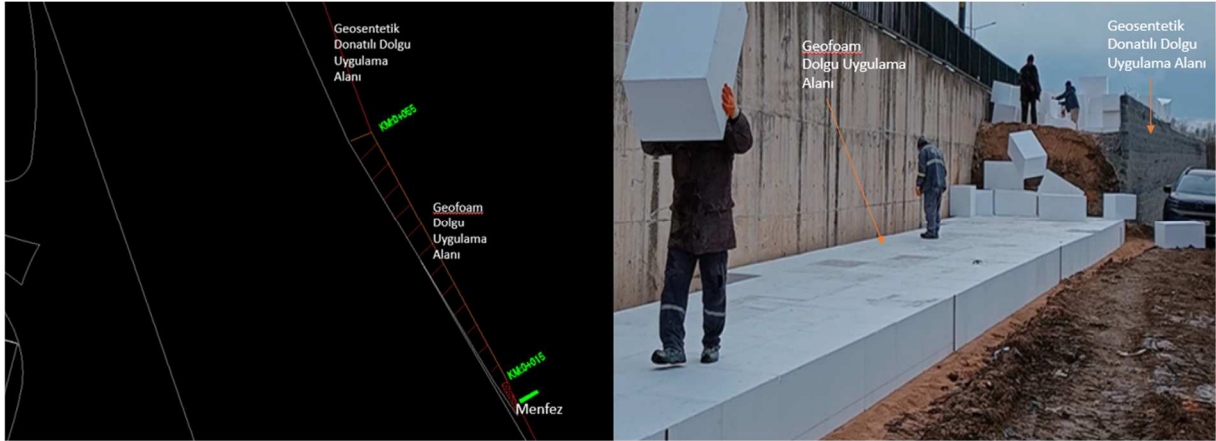 Geosentetik
Donatılı Dolgu
Uygulama
Alanı
KM:0+055
Geofoam
Dolgu
Uygulama
Alanı
KM:0+015
Menfez
Geofoam
Dolgu Uygulama
Alanı
Geosentetik
Donatılı Dolgu
Uygulama Alanı